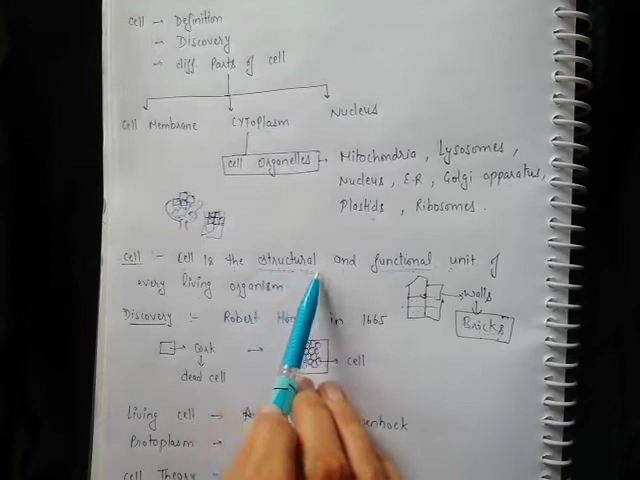 Cell → Definition
→ Discovery
→ diff. Parts of cell
Cell Membrane
Cytoplasm
Nucleus
Cell Organelles → Mitochondria, Lysosomes,
Nucleus, E.R, Golgi apparatus,
Plastids, Ribosomes.
Cell :- Cell is the structural and functional unit of
every living organism
→ walls
Bricks
Discovery :- Robert in 1665
→ Cork → → cell
dead cell
Living cell →
Protoplasm -
Cell Theory -